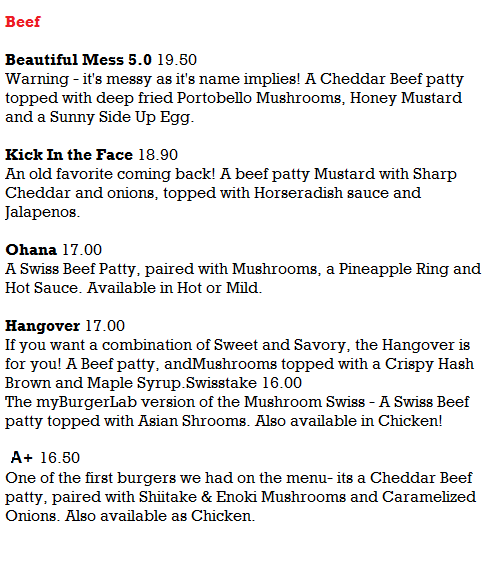 Beef
Beautiful Mess 5.0 19.50
Warning - it's messy as it's name implies! A Cheddar Beef patty
topped with deep fried Portobello Mushrooms, Honey Mustard
and a Sunny Side Up Egg.
Kick In the Face 18.90
An old favorite coming back! A beef patty Mustard with Sharp
Cheddar and onions, topped with Horseradish sauce and
Jalapenos.
Ohana 17.00
A Swiss Beef Patty, paired with Mushrooms, a Pineapple Ring and
Hot Sauce. Available in Hot or Mild.
Hangover 17.00
If you want a combination of Sweet and Savory, the Hangover is
for you! A Beef patty, andMushrooms topped with a Crispy Hash
Brown and Maple Syrup.Swisstake 16.00
The myBurgerLab version of the Mushroom Swiss - A Swiss Beef
patty topped with Asian Shrooms. Also available in Chicken!
A+ 16.50
One of the first burgers we had on the menu- its a Cheddar Beef
patty, paired with Shiitake & Enoki Mushrooms and Caramelized
Onions. Also available as Chicken.